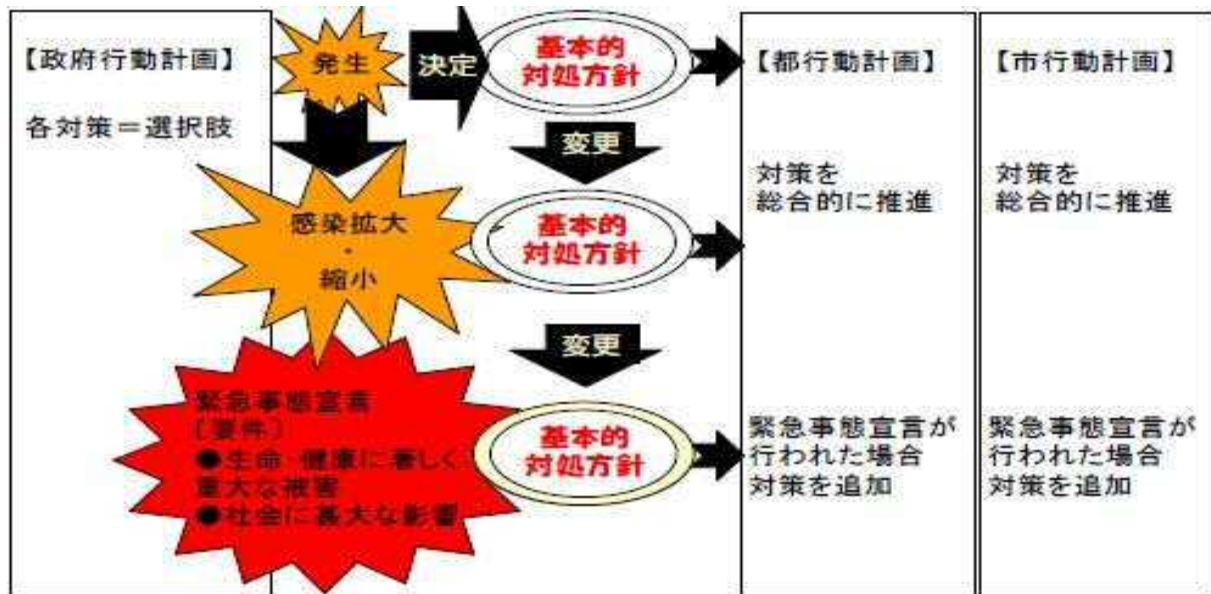 【政府行動計画】
各対策=選択肢
発生
決定
基本的
対処方針
変更
感染拡大
・
縮小
基本的
対処方針
変更
緊急事態宣言
〔要件〕
●生命・健康に著しく
重大な被害
●社会に甚大な影響
基本的
対処方針
【都行動計画】
対策を
総合的に推進
緊急事態宣言が
行われた場合
対策を追加
【市行動計画】
対策を
総合的に推進
緊急事態宣言が
行われた場合
対策を追加